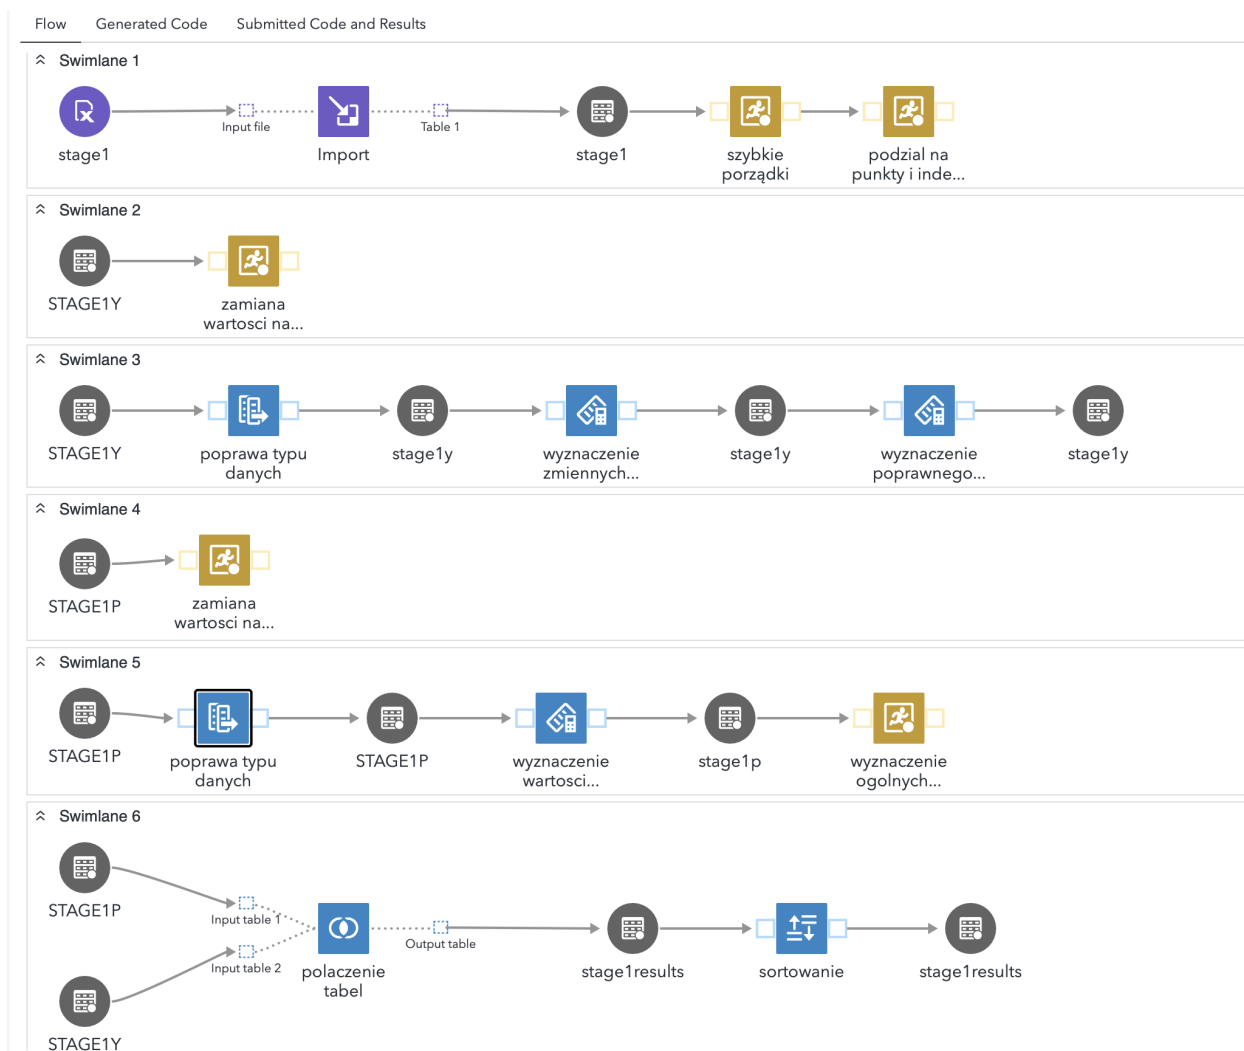 Flow Generated Code Submitted Code and Results
Swimlane 1
Input file
Table 1
stage1
Import
stage1
szybkie
porządki
podzial na
punkty i inde...
Swimlane 2
STAGE1Y
zamiana
wartosci na...
Swimlane 3
STAGE1Y
poprawa typu
danych
stage1y
wyznaczenie
zmiennych...
stage1y
wyznaczenie
poprawnego...
stage1y
Swimlane 4
STAGE1P
zamiana
wartosci na...
Swimlane 5
STAGE1P
poprawa typu
danych
STAGE1P
wyznaczenie
wartosci...
stage1p
wyznaczenie
ogolnych...
Swimlane 6
STAGE1P
Input table 1
Input table 2
polaczenie
tabel
Output table
stage1results
sortowanie
stage1results
STAGE1Y